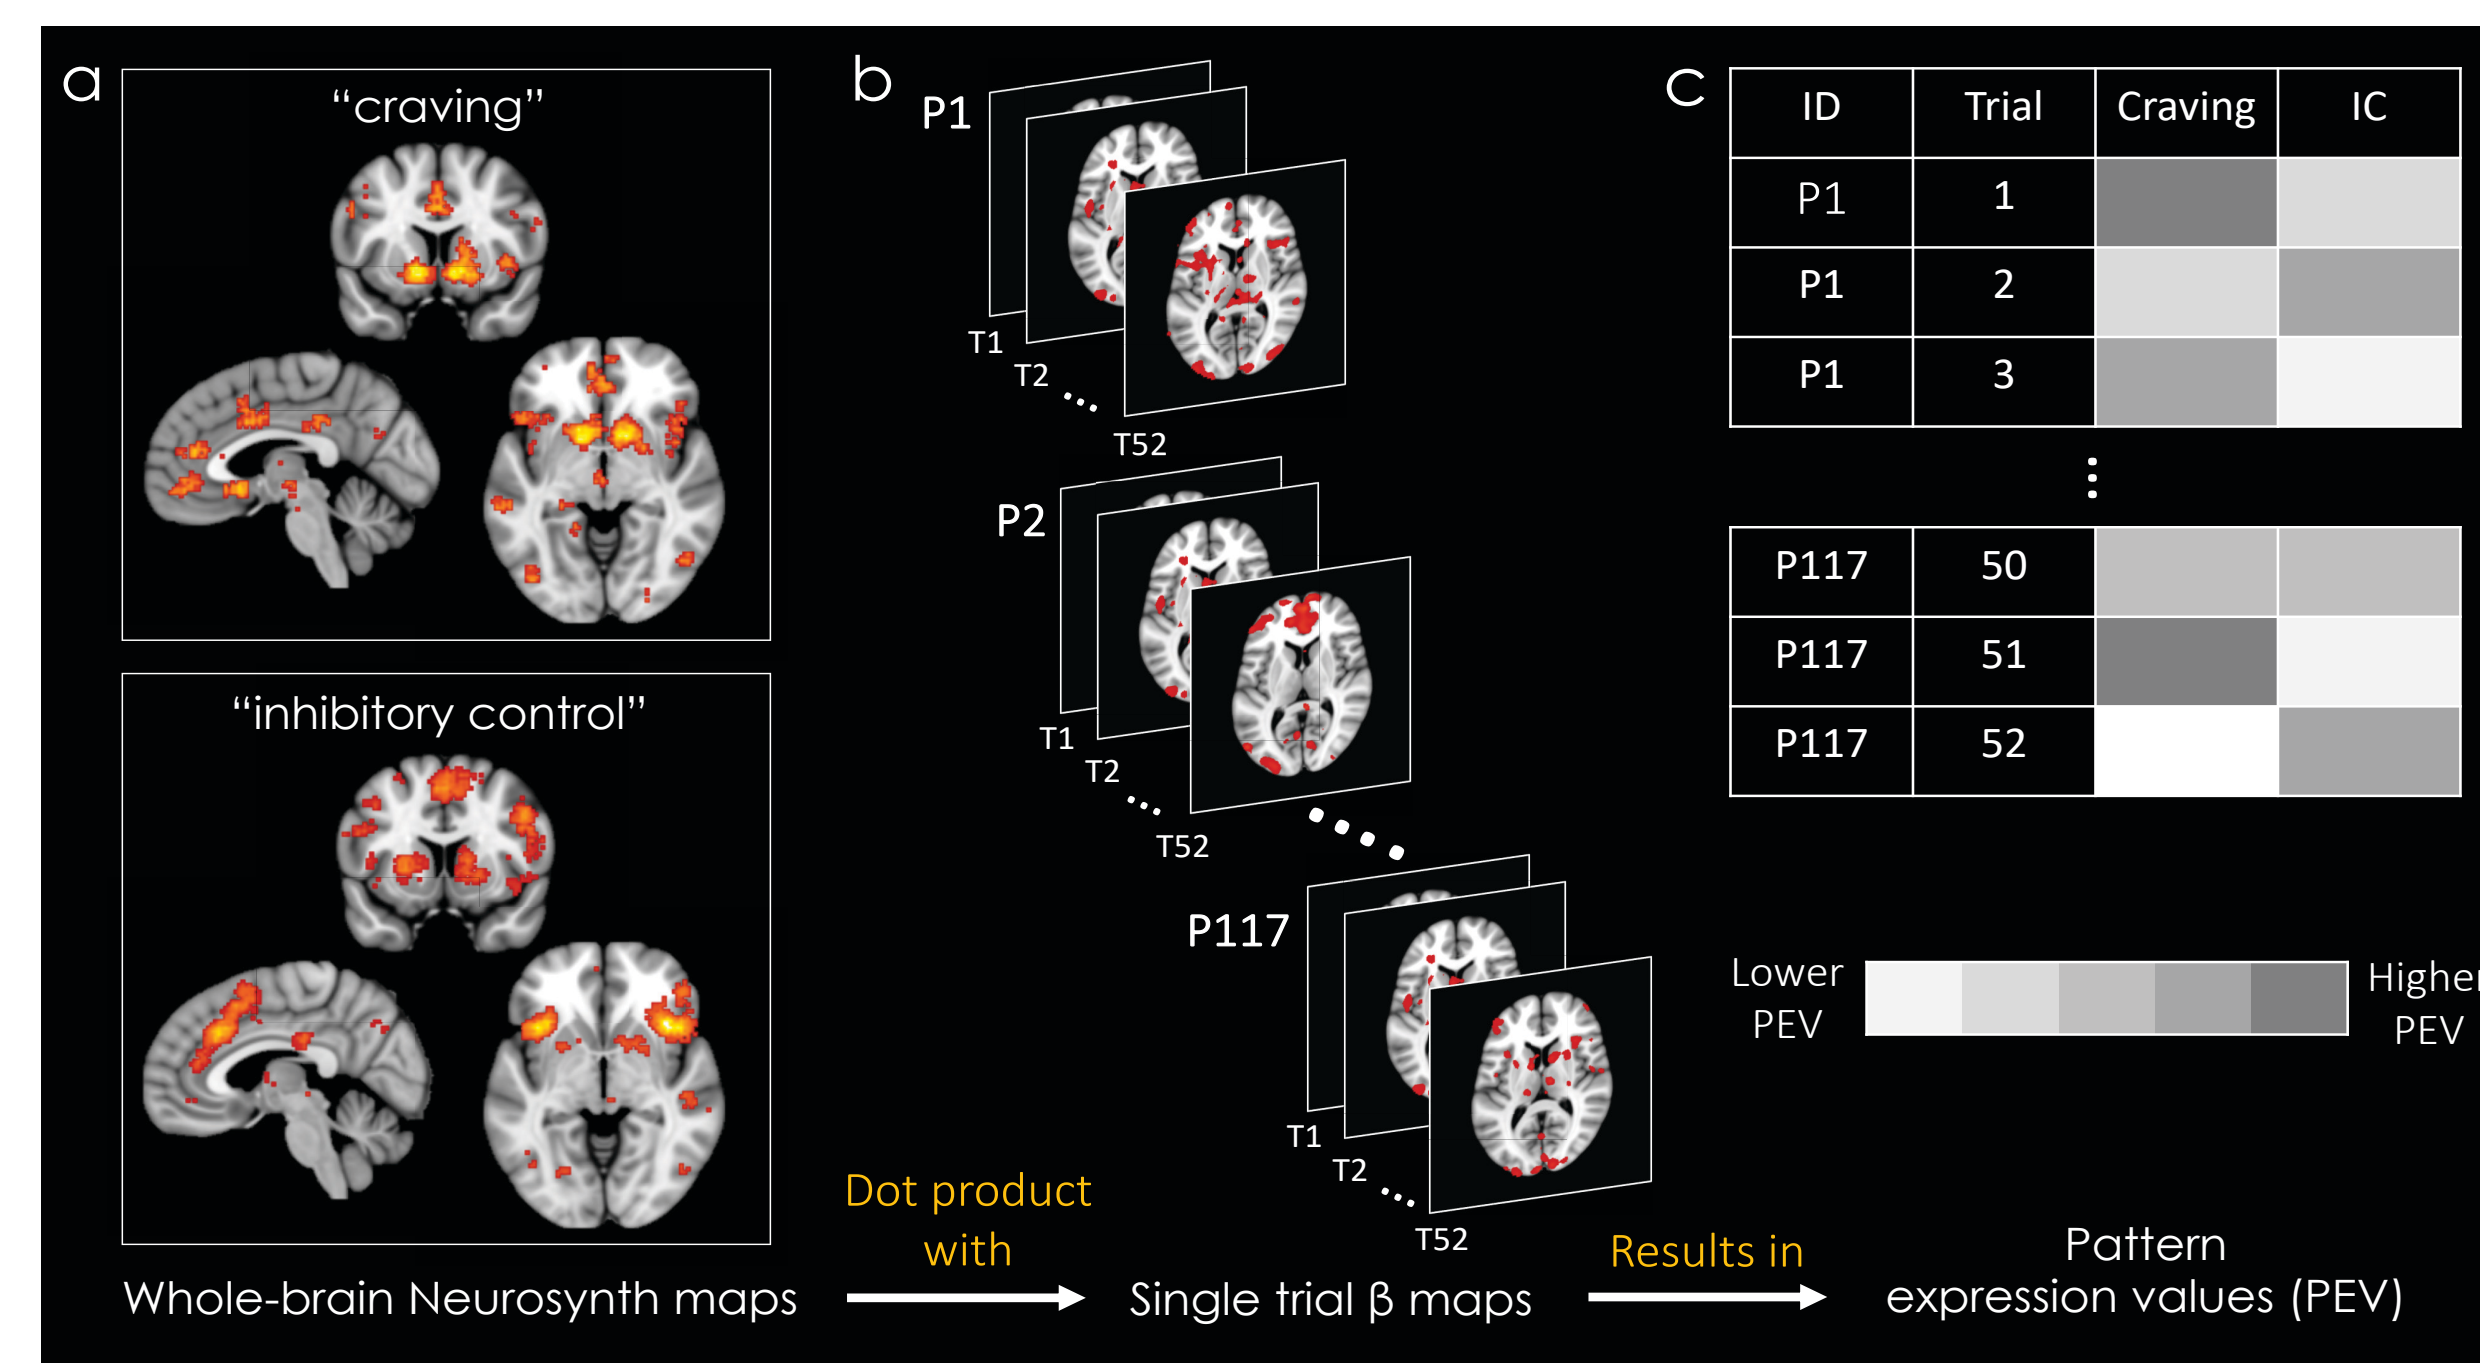 a
“craving”
“inhibitory control”
Whole-brain Neurosynth maps
Dot product
with
b
P1
T1
T2
...
T52
P2
T1
T2
...
T52
....
P117
T1
T2
...
T52
Single trial β maps
Results in
c
ID Trial Craving IC
P1 1
P1 2
P1 3
⋮
P117 50
P117 51
P117 52
Lower
PEV
Higher
PEV
Pattern
expression values (PEV)